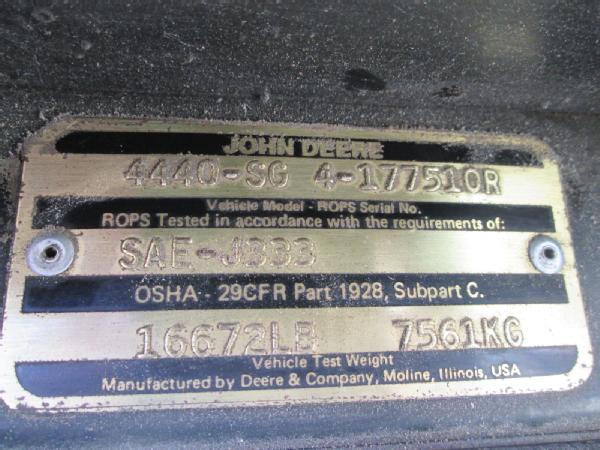 JOHN DEERE
4440-SG 4-177510R
Vehicle Model - ROPS Serial No.
ROPS Tested in accordance with the requirements of:
SAE-J333
OSHA - 29CFR Part 1928, Subpart C.
16672LB 7561KG
Vehicle Test Weight
Manufactured by Deere & Company, Moline, Illinois, USA